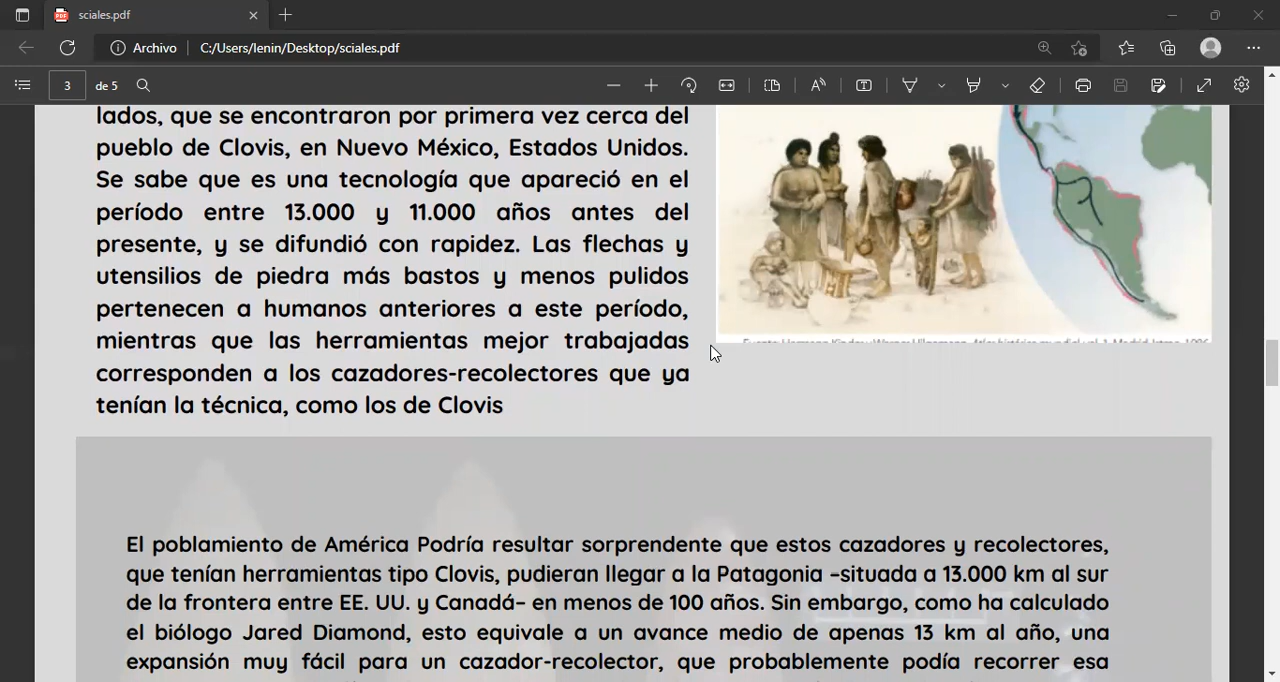 sciales.pdf
Archivo
C:/Users/lenin/Desktop/sciales.pdf
3
de 5
lados, que se encontraron por primera vez cerca del
pueblo de Clovis, en Nuevo México, Estados Unidos.
Se sabe que es una tecnología que apareció en el
período entre 13.000 y 11.000 años antes del
presente, y se difundió con rapidez. Las flechas y
utensilios de piedra más bastos y menos pulidos
pertenecen a humanos anteriores a este período,
mientras que las herramientas mejor trabajadas
corresponden a los cazadores-recolectores que ya
tenían la técnica, como los de Clovis
El poblamiento de América Podría resultar sorprendente que estos cazadores y recolectores,
que tenían herramientas tipo Clovis, pudieran llegar a la Patagonia –situada a 13.000 km al sur
de la frontera entre EE. UU. y Canadá– en menos de 100 años. Sin embargo, como ha calculado
el biólogo Jared Diamond, esto equivale a un avance medio de apenas 13 km al año, una
expansión muy fácil para un cazador-recolector, que probablemente podía recorrer esa